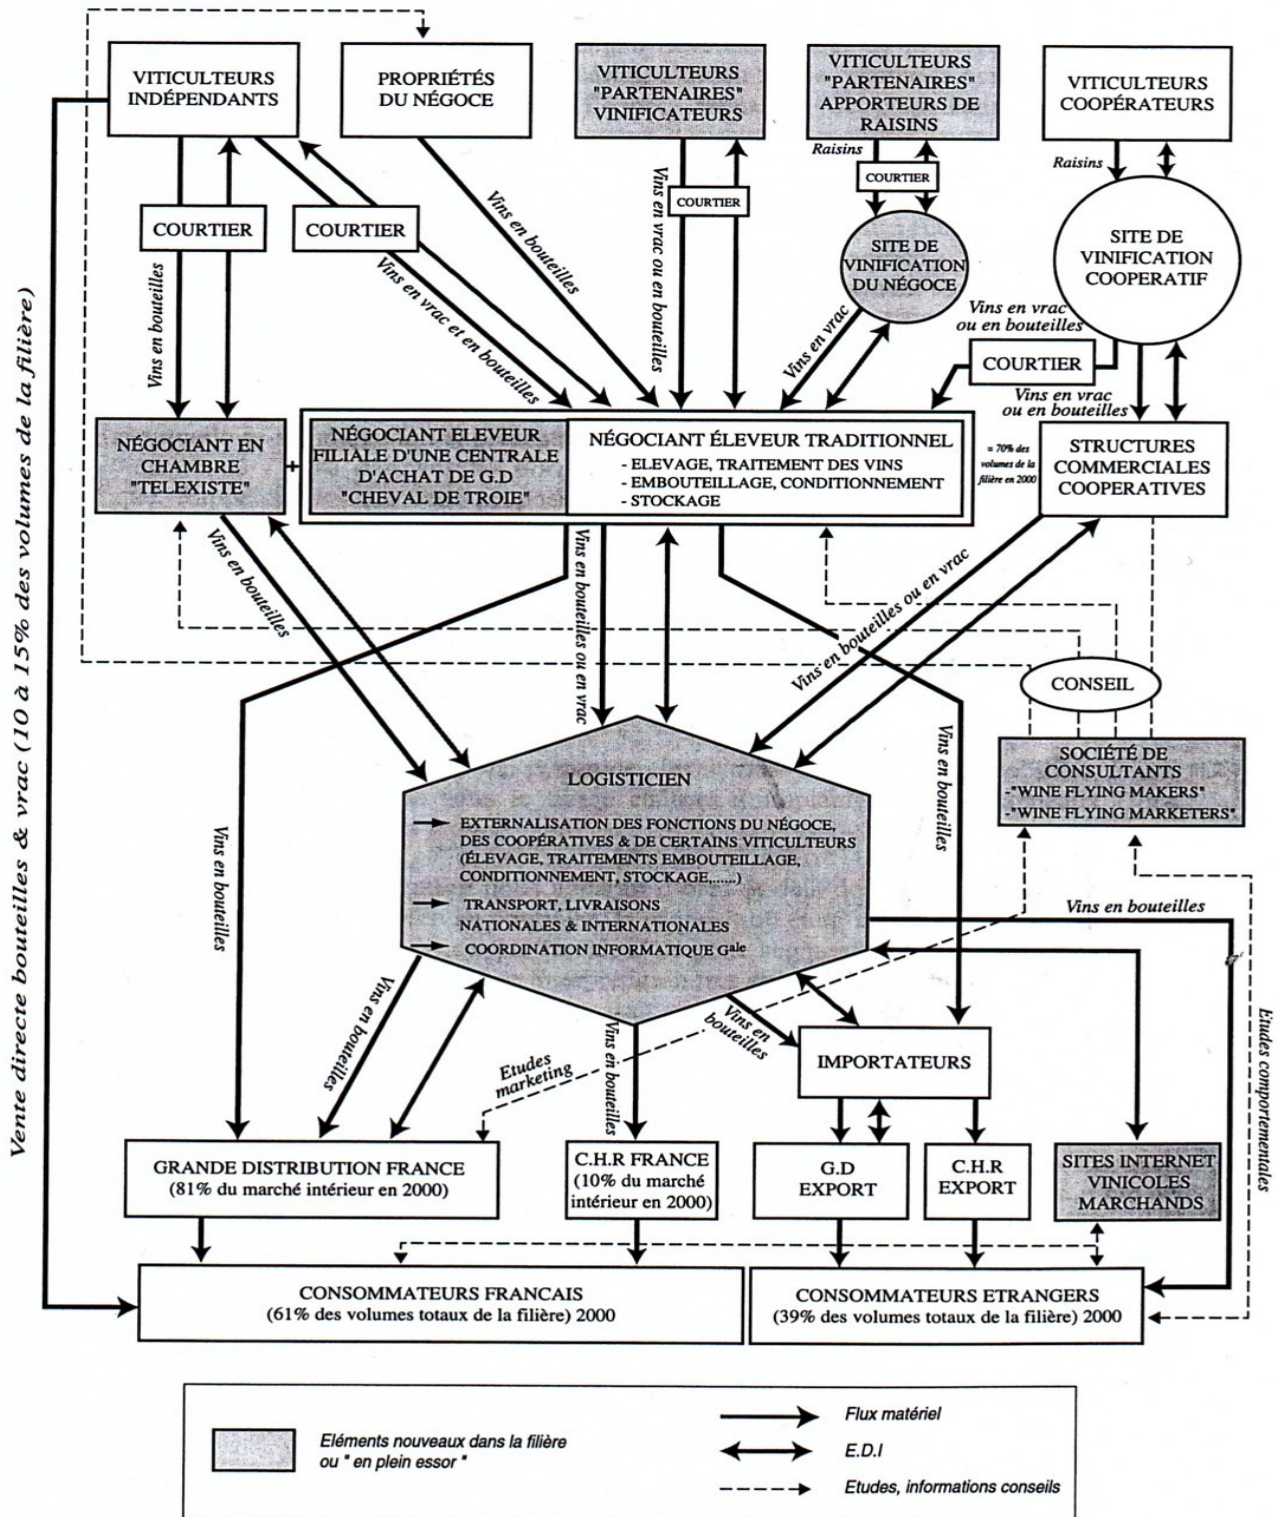 VITICULTEURS
INDÉPENDANTS
PROPRIÉTÉS
DU NÉGOCE
VITICULTEURS
"PARTENAIRES"
VINIFICATEURS
VITICULTEURS
"PARTENAIRES"
APPORTEURS DE
RAISINS
VITICULTEURS
COOPÉRATEURS
Raisins
Raisins
COURTIER
COURTIER
COURTIER
COURTIER
Vins en bouteilles
Vins en vrac et en bouteilles
Vins en bouteilles
Vins en vrac ou en bouteilles
SITE DE
VINIFICATION
DU NÉGOCE
SITE DE
VINIFICATION
COOPERATIF
Vins en vrac
Vins en vrac
ou en bouteilles
COURTIER
Vins en vrac
ou en bouteilles
Vente directe bouteilles & vrac (10 à 15% des volumes de la filière)
NÉGOCIANT EN
CHAMBRE
"TELEXISTE"
+
NÉGOCIANT ELEVEUR
FILIALE D'UNE CENTRALE
D'ACHAT DE G.D
"CHEVAL DE TROIE"
NÉGOCIANT ÉLEVEUR TRADITIONNEL
- ELEVAGE, TRAITEMENT DES VINS
- EMBOUTEILLAGE, CONDITIONNEMENT
- STOCKAGE
= 70% des
volumes de la
filière en 2000
STRUCTURES
COMMERCIALES
COOPERATIVES
Vins en bouteilles
Vins en bouteilles ou en vrac
Vins en bouteilles ou en vrac
Vins en bouteilles
Vins en bouteilles
CONSEIL
SOCIÉTÉ DE
CONSULTANTS
-"WINE FLYING MAKERS"
-"WINE FLYING MARKETERS"
LOGISTICIEN
EXTERNALISATION DES FONCTIONS DU NÉGOCE,
DES COOPÉRATIVES & DE CERTAINS VITICULTEURS
(ÉLEVAGE, TRAITEMENTS EMBOUTEILLAGE,
CONDITIONNEMENT, STOCKAGE,......)
TRANSPORT, LIVRAISONS
NATIONALES & INTERNATIONALES
COORDINATION INFORMATIQUE Gale
Vins en bouteilles
Vins en bouteilles
Etudes
marketing
Vins en bouteilles
Vins en
bouteilles
Etudes comportementales
IMPORTATEURS
GRANDE DISTRIBUTION FRANCE
(81% du marché intérieur en 2000)
C.H.R FRANCE
(10% du marché
intérieur en 2000)
G.D
EXPORT
C.H.R
EXPORT
SITES INTERNET
VINICOLES
MARCHANDS
CONSOMMATEURS FRANCAIS
(61% des volumes totaux de la filière) 2000
CONSOMMATEURS ETRANGERS
(39% des volumes totaux de la filière) 2000
Eléments nouveaux dans la filière
ou " en plein essor "
Flux matériel
E.D.I
Etudes, informations conseils